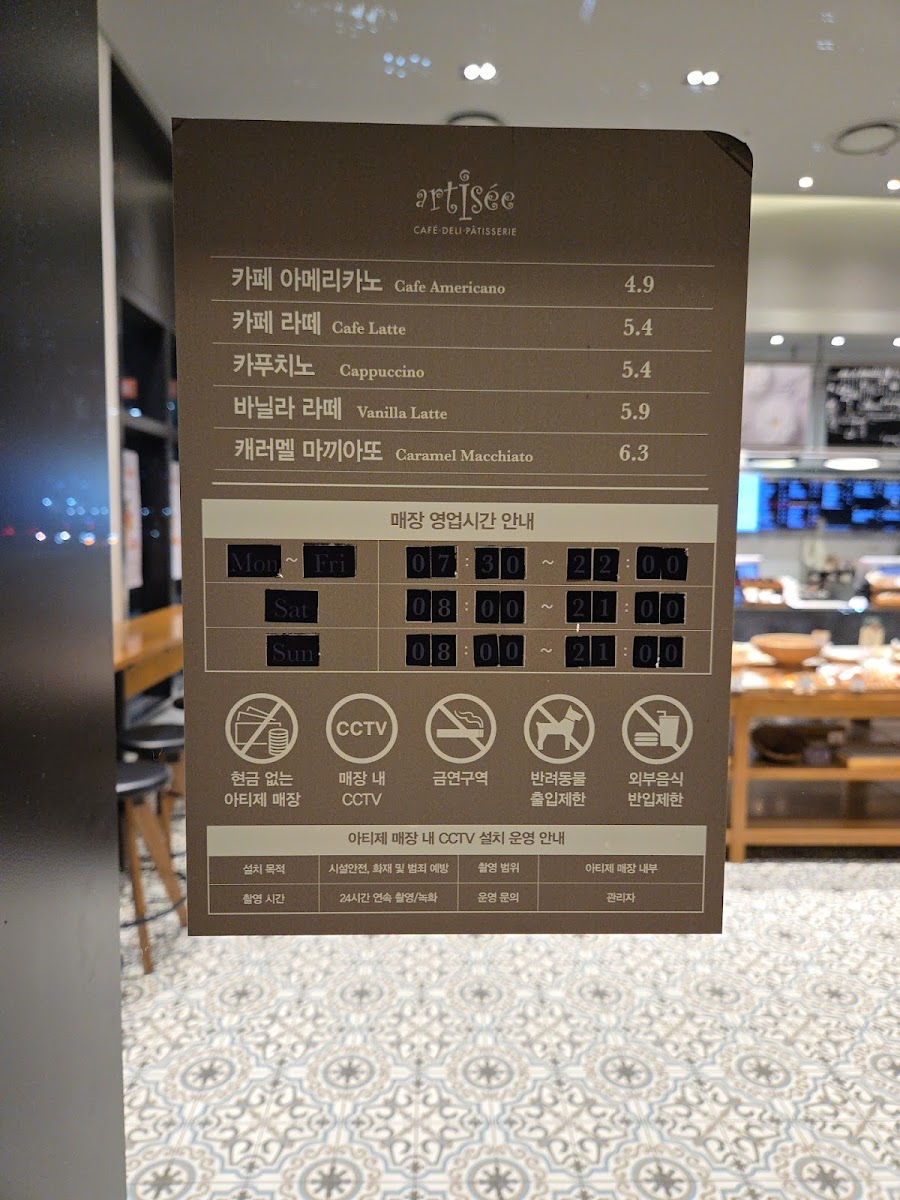 artisée
CAFÉ·DELI·PÂTISSERIE
카페 아메리카노 Cafe Americano 4.9
카페 라떼 Cafe Latte 5.4
카푸치노 Cappuccino 5.4
바닐라 라떼 Vanilla Latte 5.9
캐러멜 마끼아또 Caramel Macchiato 6.3
매장 영업시간 안내
Mon ~ Fri 07:30 ~ 22:00
Sat 08:00 ~ 21:00
Sun 08:00 ~ 21:00
CCTV
현금 없는 매장 내 금연구역 반려동물 외부음식
아티제 매장 CCTV 출입제한 반입제한
아티제 매장 내 CCTV 설치 운영 안내
설치 목적 시설안전, 화재 및 범죄 예방 촬영 범위 아티제 매장 내부
촬영 시간 24시간 연속 촬영/녹화 운영 문의 관리자